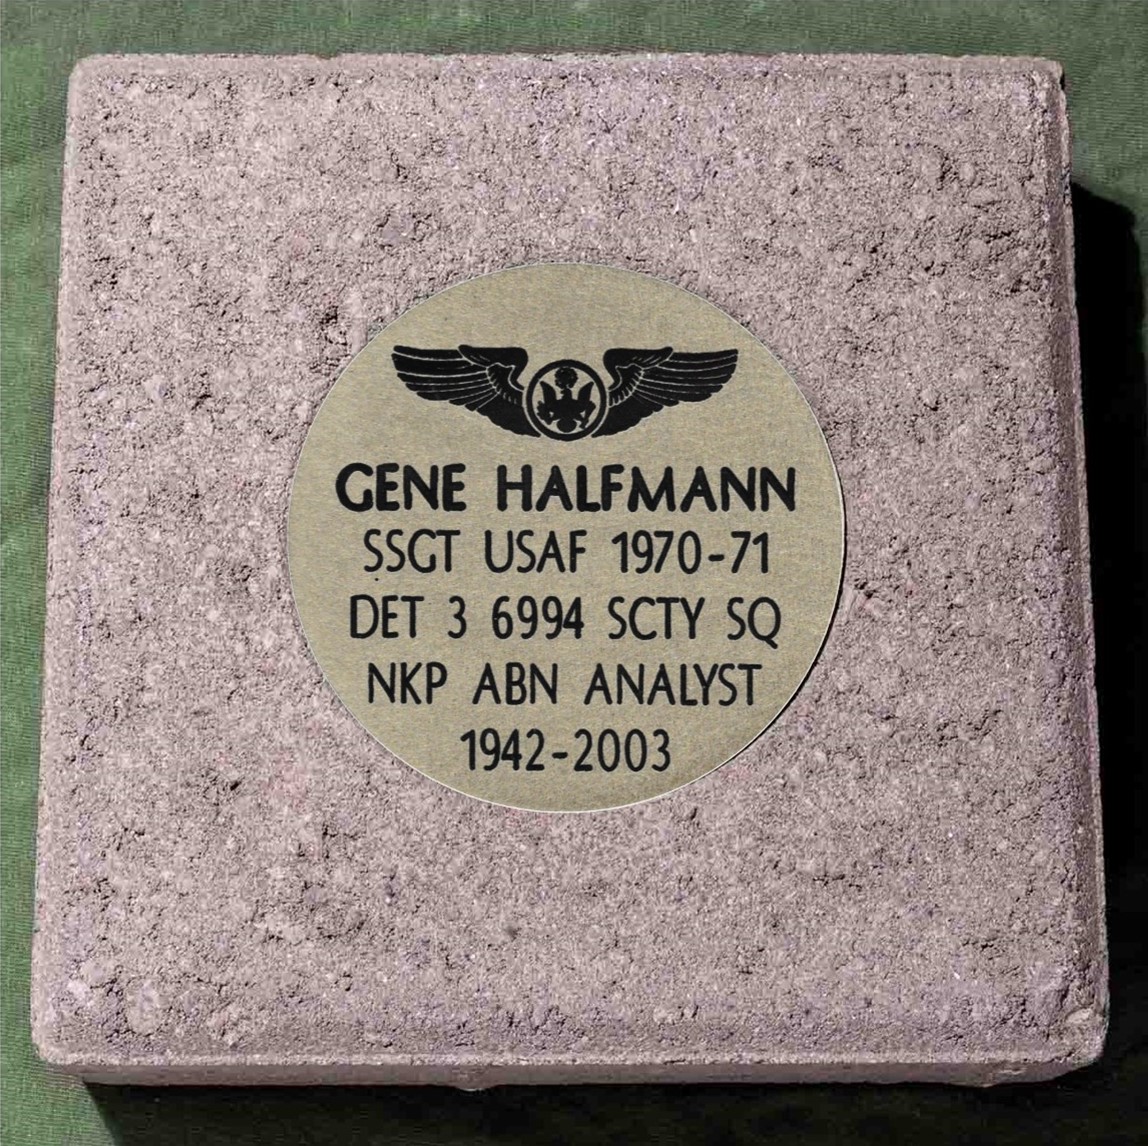 GENE HALFMANN
SSGT USAF 1970-71
DET 3 6994 SCTY SQ
NKP ABN ANALYST
1942-2003